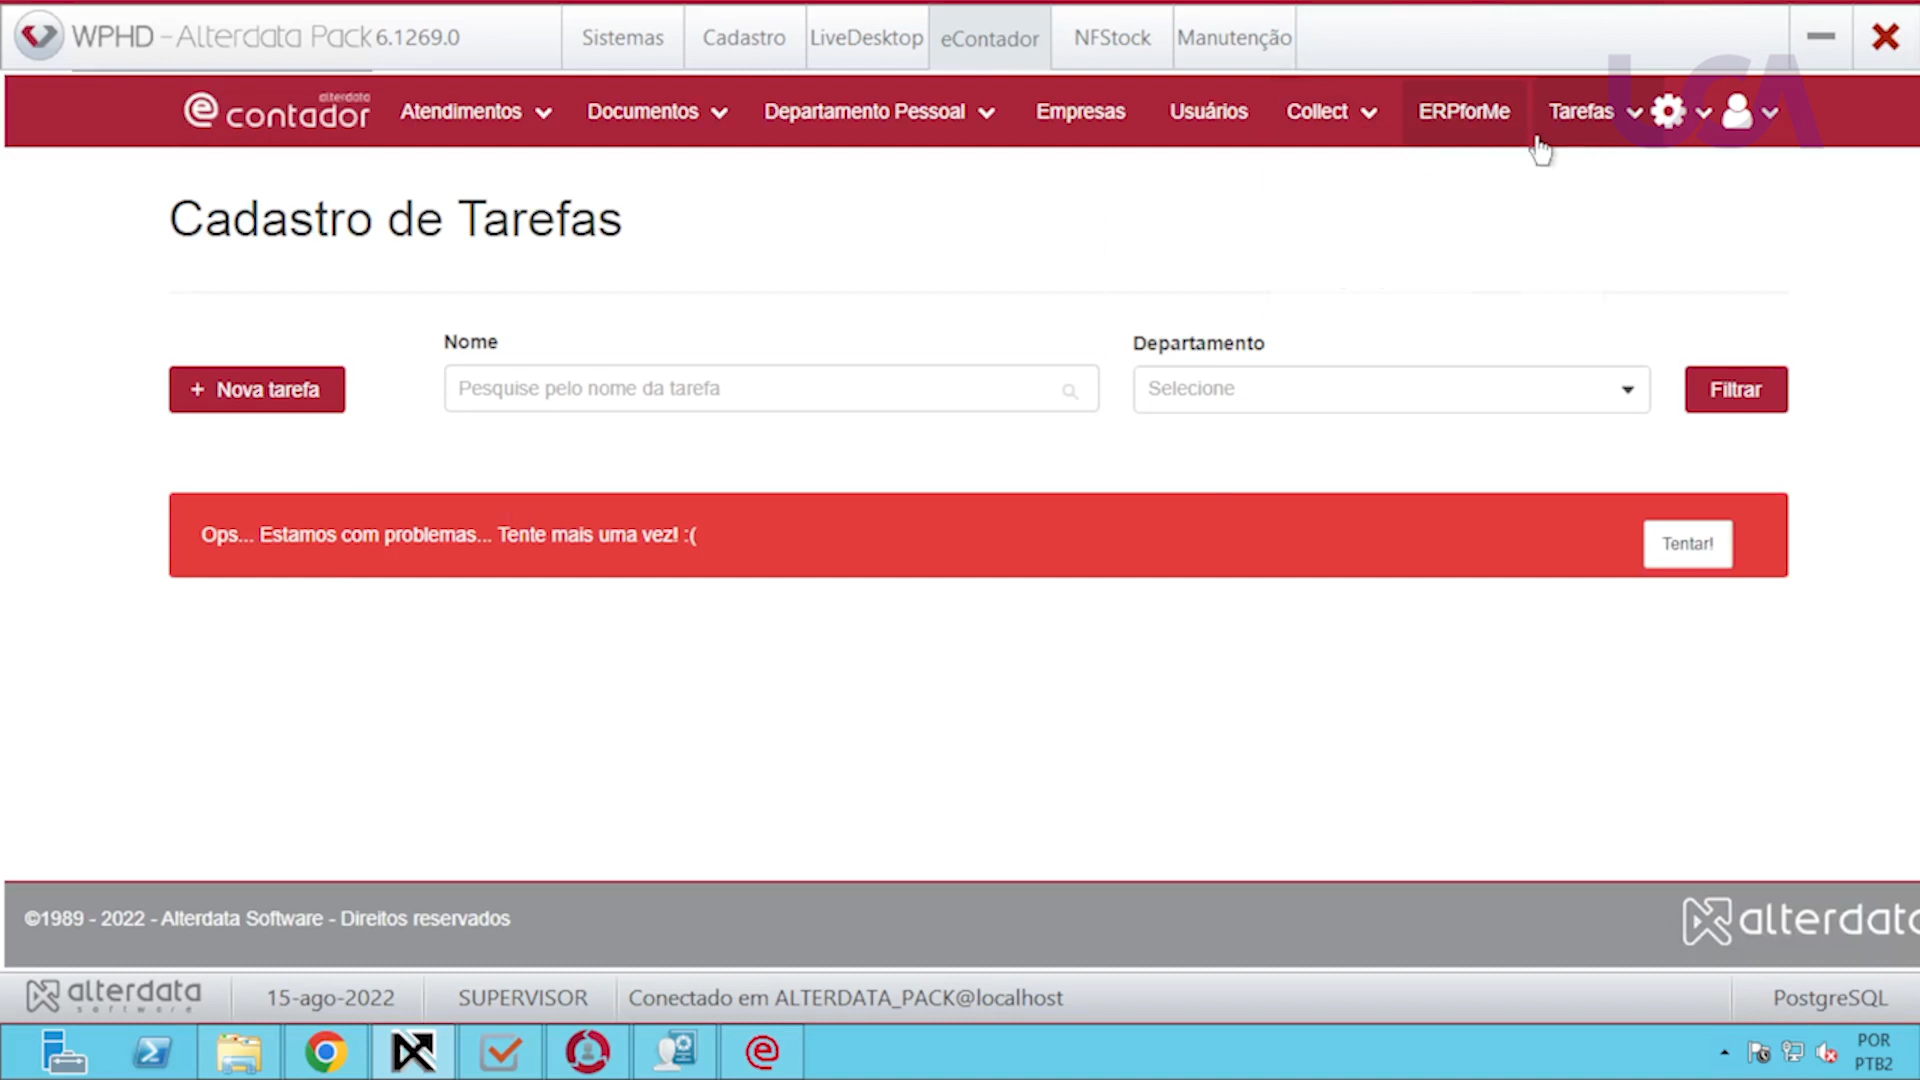 WPHD - Alterdata Pack 6.1269.0
Sistemas
Cadastro
LiveDesktop
eContador
NFStock
Manutenção
e contador alterdata
Atendimentos
Documentos
Departamento Pessoal
Empresas
Usuários
Collect
ERPforMe
Tarefas
USA
Cadastro de Tarefas
Nome
Departamento
+ Nova tarefa
Pesquise pelo nome da tarefa
Selecione
Filtrar
Ops... Estamos com problemas... Tente mais uma vez! :(
Tentar!
©1989 - 2022 - Alterdata Software - Direitos reservados
alterdata
alterdata software
15-ago-2022
SUPERVISOR
Conectado em ALTERDATA_PACK@localhost
PostgreSQL
POR
PTB2